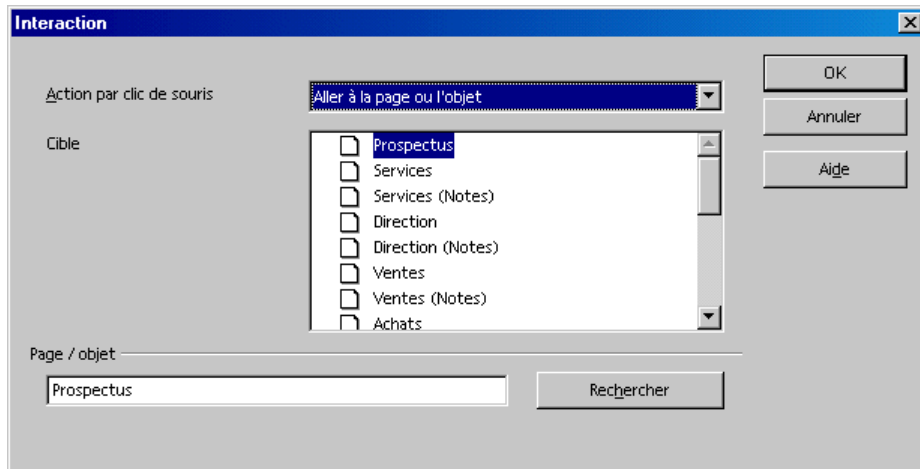 Interaction
Action par clic de souris
Aller à la page ou l'objet
OK
Annuler
Aide
Cible
Prospectus
Services
Services (Notes)
Direction
Direction (Notes)
Ventes
Ventes (Notes)
Achats
Page / objet
Prospectus
Rechercher